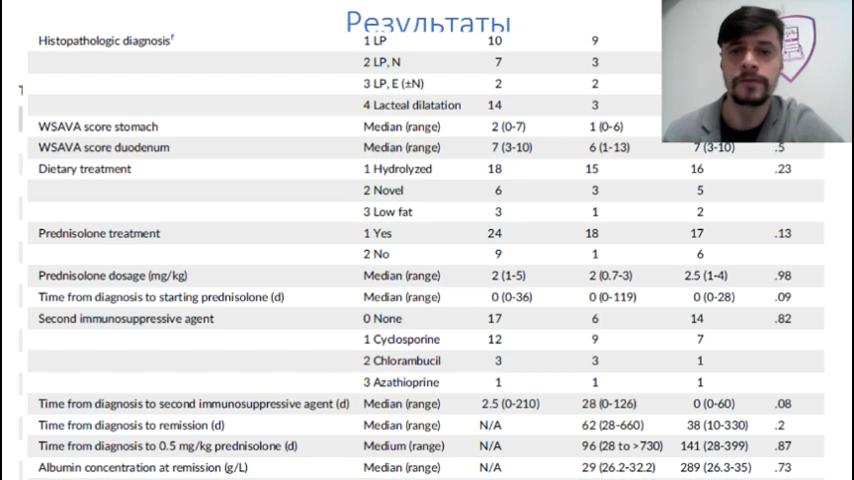 Результаты
Histopathologic diagnosisᶠ 1 LP 10 9
2 LP, N 7 3
3 LP, E (±N) 2 2
4 Lacteal dilatation 14 3
WSAVA score stomach Median (range) 2 (0-7) 1 (0-6)
WSAVA score duodenum Median (range) 7 (3-10) 6 (1-13) 7 (3-10) .5
Dietary treatment 1 Hydrolyzed 18 15 16 .23
2 Novel 6 3 5
3 Low fat 3 1 2
Prednisolone treatment 1 Yes 24 18 17 .13
2 No 9 1 6
Prednisolone dosage (mg/kg) Median (range) 2 (1-5) 2 (0.7-3) 2.5 (1-4) .98
Time from diagnosis to starting prednisolone (d) Median (range) 0 (0-36) 0 (0-119) 0 (0-28) .09
Second immunosuppressive agent 0 None 17 6 14 .82
1 Cyclosporine 12 9 7
2 Chlorambucil 3 3 1
3 Azathioprine 1 1 1
Time from diagnosis to second immunosuppressive agent (d) Median (range) 2.5 (0-210) 28 (0-126) 0 (0-60) .08
Time from diagnosis to remission (d) Median (range) N/A 62 (28-660) 38 (10-330) .2
Time from diagnosis to 0.5 mg/kg prednisolone (d) Medium (range) N/A 96 (28 to >730) 141 (28-399) .87
Albumin concentration at remission (g/L) Median (range) N/A 29 (26.2-32.2) 289 (26.3-35) .73